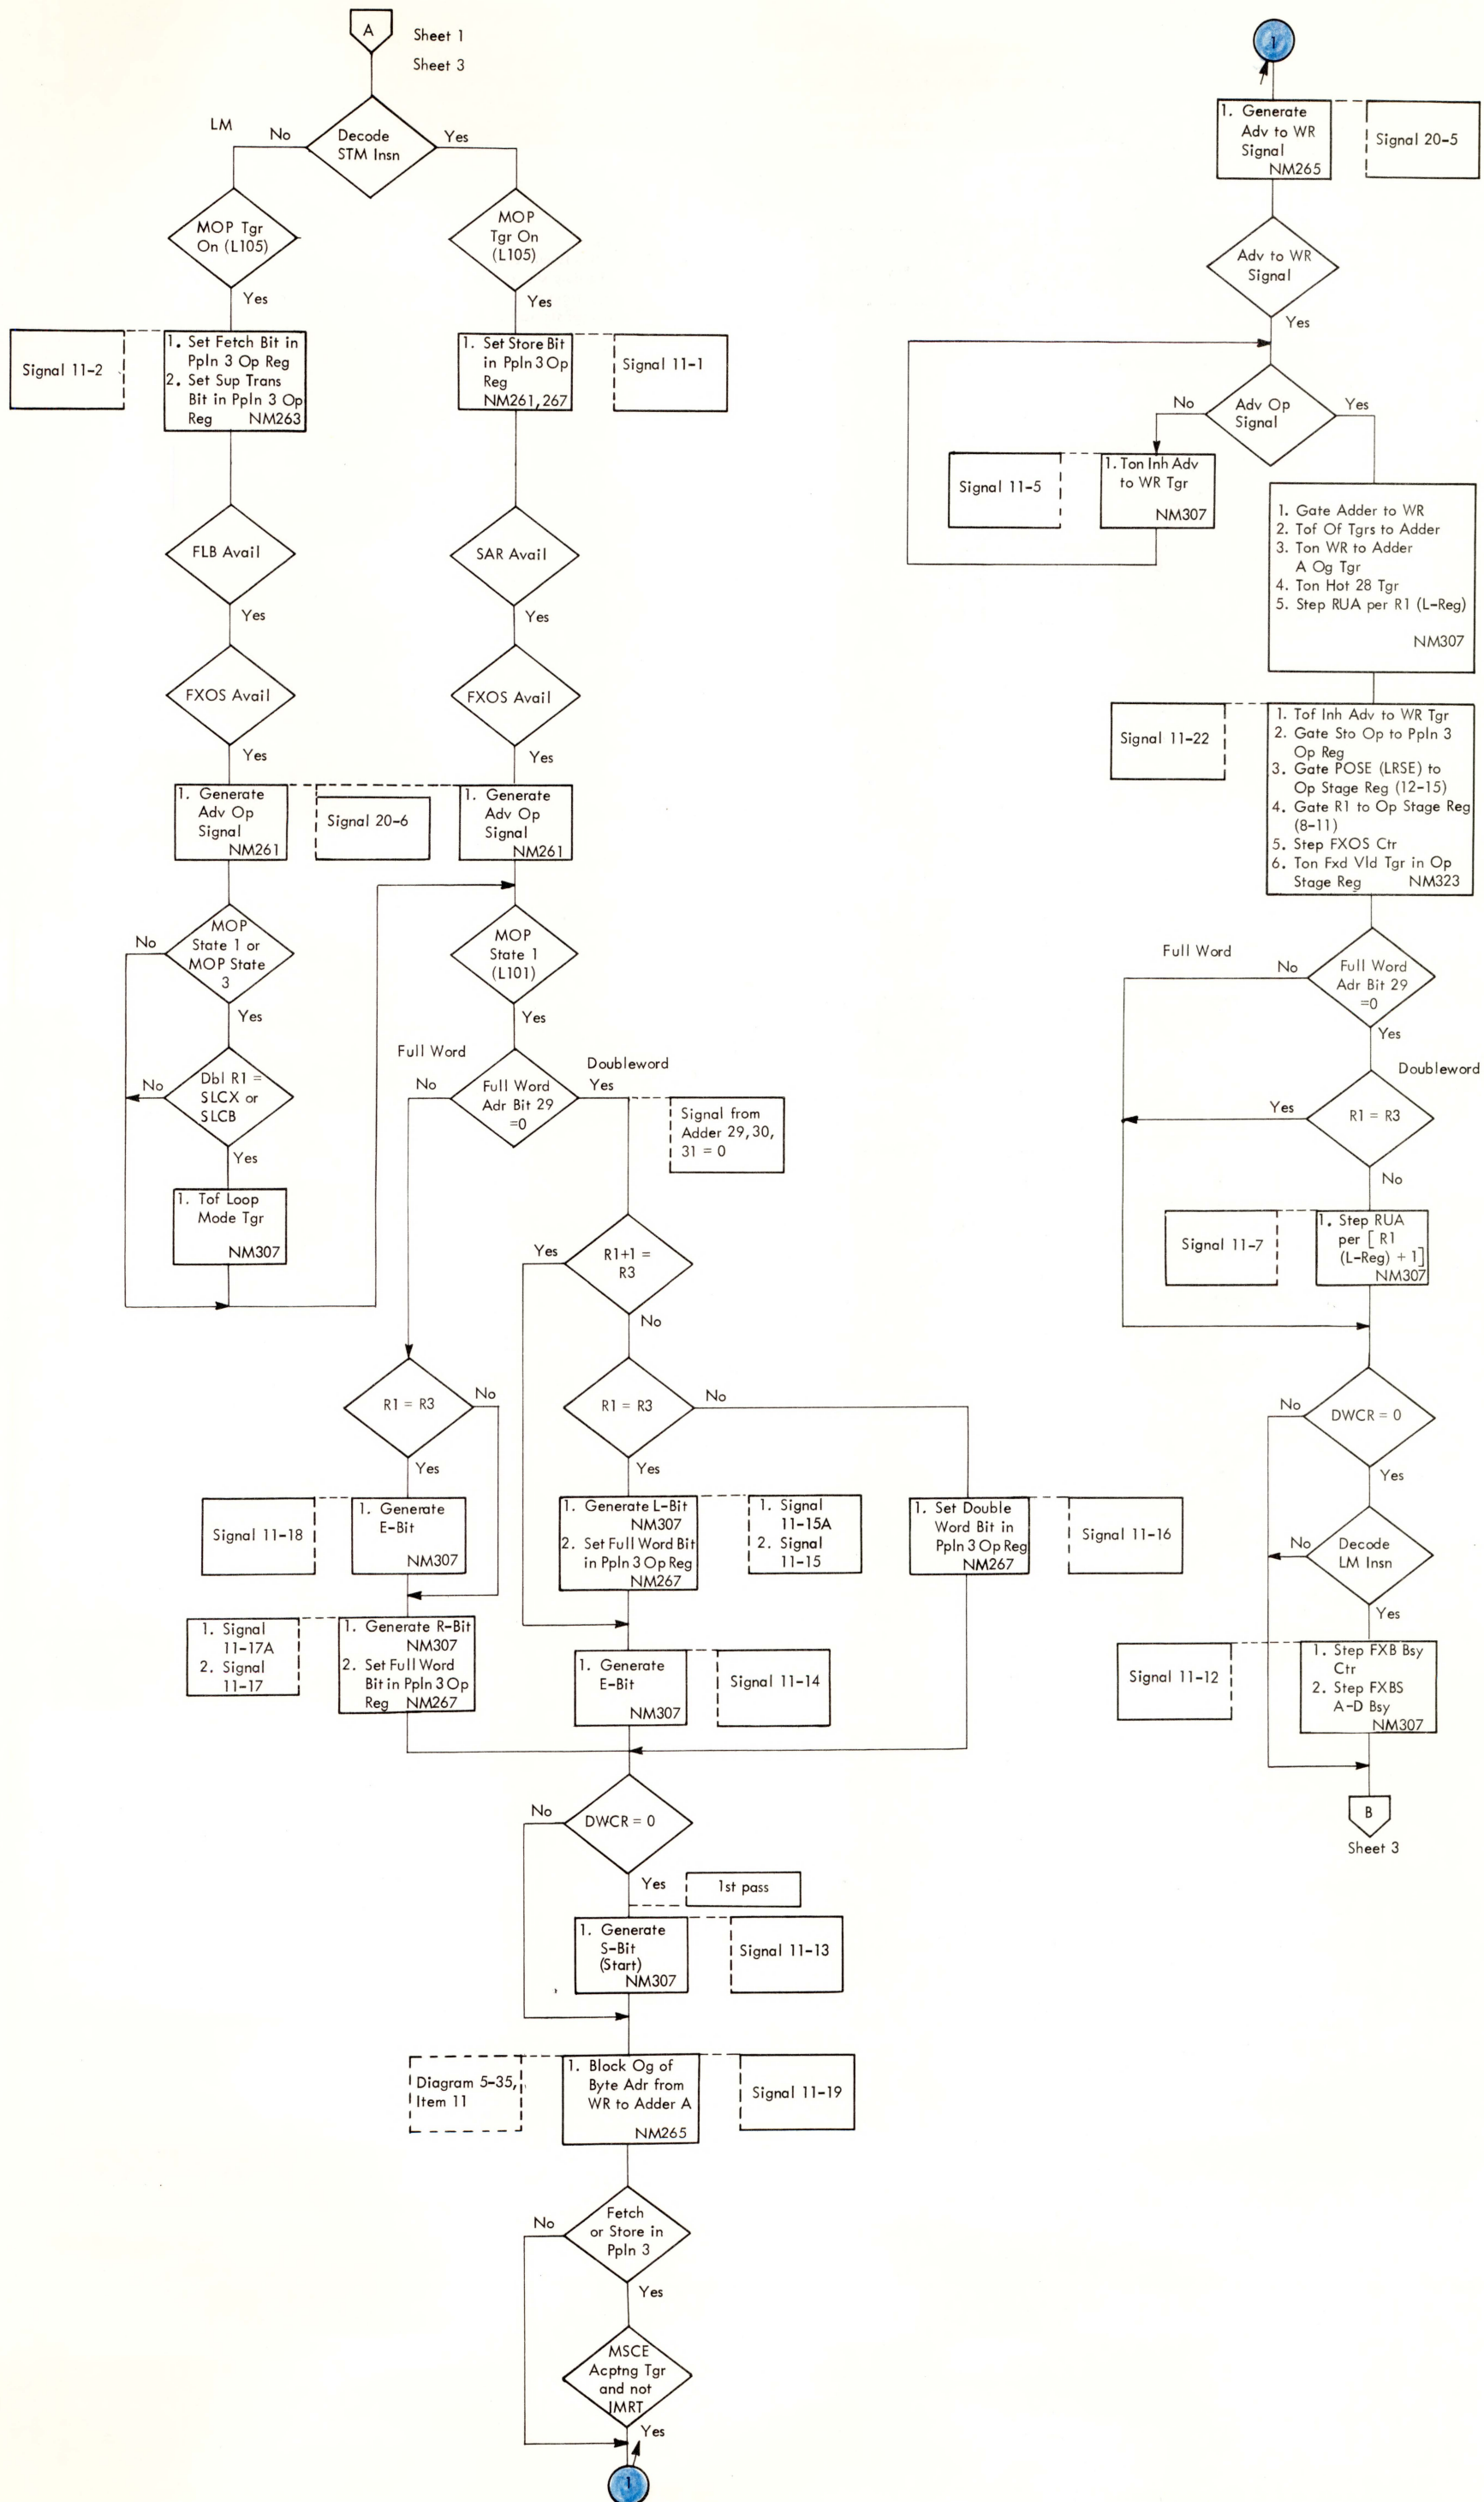 A
Sheet 1
Sheet 3
LM
No
Decode
STM Insn
Yes
MOP Tgr
On (L105)
Yes
MOP
Tgr On
(L105)
Yes
Signal 11-2
1. Set Fetch Bit in
Ppln 3 Op Reg
2. Set Sup Trans
Bit in Ppln 3 Op
Reg NM263
1. Set Store Bit
in Ppln 3 Op
Reg
NM261,267
Signal 11-1
FLB Avail
Yes
SAR Avail
Yes
FXOS Avail
Yes
FXOS Avail
Yes
1. Generate
Adv Op
Signal
NM261
Signal 20-6
1. Generate
Adv Op
Signal
NM261
No
MOP
State 1 or
MOP State
3
Yes
MOP
State 1
(L101)
Yes
No
Dbl R1 =
SLCX or
SLCB
Yes
Full Word
No
Full Word
Adr Bit 29
=0
Doubleword
Yes
Signal from
Adder 29,30,
31 = 0
1. Tof Loop
Mode Tgr
NM307
Yes
R1+1 =
R3
No
R1 = R3
No
Yes
R1 = R3
No
Yes
Signal 11-18
1. Generate
E-Bit
NM307
1. Generate L-Bit
NM307
2. Set Full Word Bit
in Ppln 3 Op Reg
NM267
1. Signal
11-15A
2. Signal
11-15
1. Set Double
Word Bit in
Ppln 3 Op Reg
NM267
Signal 11-16
1. Signal
11-17A
2. Signal
11-17
1. Generate R-Bit
NM307
2. Set Full Word
Bit in Ppln 3 Op
Reg NM267
1. Generate
E-Bit
NM307
Signal 11-14
No
DWCR = 0
Yes
1st pass
1. Generate
S-Bit
(Start)
NM307
Signal 11-13
Diagram 5-35,
Item 11
1. Block Og of
Byte Adr from
WR to Adder A
NM265
Signal 11-19
No
Fetch
or Store in
Ppln 3
Yes
MSCE
Acptng Tgr
and not
IMRT
Yes
1
1
1. Generate
Adv to WR
Signal
NM265
Signal 20-5
Adv to WR
Signal
Yes
No
Adv Op
Signal
Yes
Signal 11-5
1. Ton Inh Adv
to WR Tgr
NM307
1. Gate Adder to WR
2. Tof Of Tgrs to Adder
3. Ton WR to Adder
A Og Tgr
4. Ton Hot 28 Tgr
5. Step RUA per R1 (L-Reg)
NM307
Signal 11-22
1. Tof Inh Adv to WR Tgr
2. Gate Sto Op to Ppln 3
Op Reg
3. Gate POSE (LRSE) to
Op Stage Reg (12-15)
4. Gate R1 to Op Stage Reg
(8-11)
5. Step FXOS Ctr
6. Ton Fxd Vld Tgr in Op
Stage Reg NM323
Full Word
No
Full Word
Adr Bit 29
=0
Yes
Doubleword
Yes
R1 = R3
No
Signal 11-7
1. Step RUA
per [ R1
(L-Reg) + 1]
NM307
No
DWCR = 0
Yes
No
Decode
LM Insn
Yes
Signal 11-12
1. Step FXB Bsy
Ctr
2. Step FXBS
A-D Bsy
NM307
B
Sheet 3